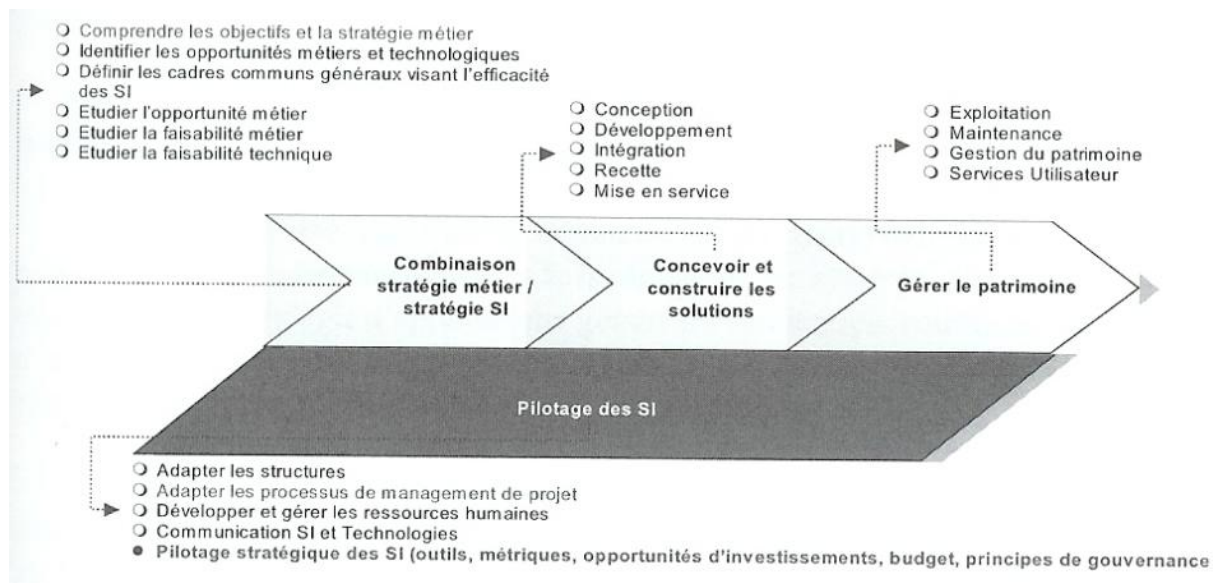 Comprendre les objectifs et la stratégie métier
Identifier les opportunités métiers et technologiques
Définir les cadres communs généraux visant l'efficacité
des SI
Etudier l'opportunité métier
Etudier la faisabilité métier
Etudier la faisabilité technique
Conception
Développement
Intégration
Recette
Mise en service
Exploitation
Maintenance
Gestion du patrimoine
Services Utilisateur
Combinaison
stratégie métier /
stratégie SI
Concevoir et
construire les
solutions
Gérer le patrimoine
Pilotage des SI
Adapter les structures
Adapter les processus de management de projet
Développer et gérer les ressources humaines
Communication SI et Technologies
Pilotage stratégique des SI (outils, métriques, opportunités d'investissements, budget, principes de gouvernance